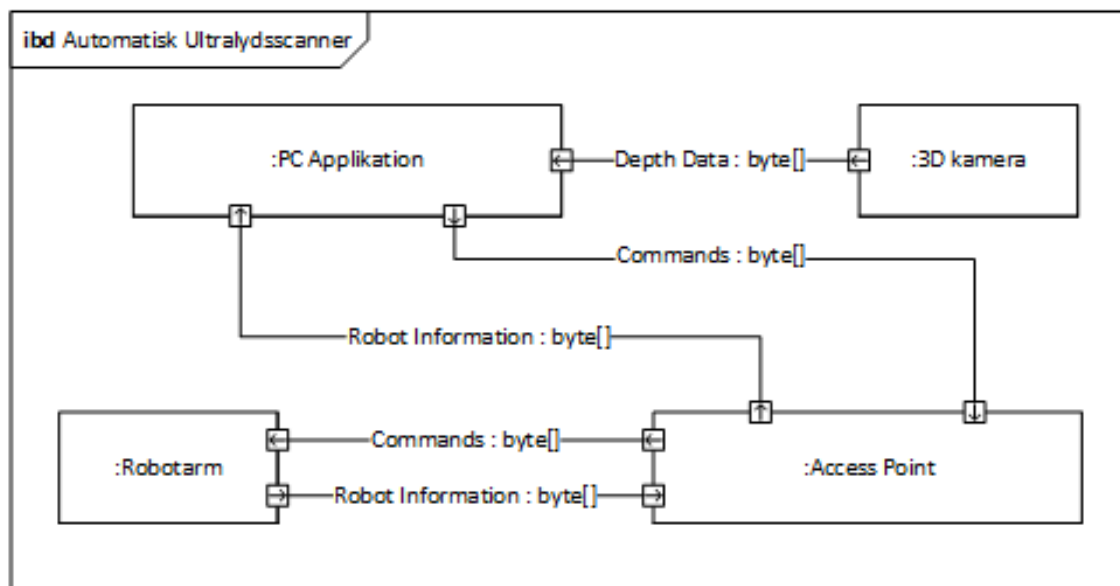 ibd Automatisk Ultralydsscanner
:PC Applikation
Depth Data : byte[]
:3D kamera
Commands : byte[]
Robot Information : byte[]
:Robotarm
Commands : byte[]
Robot Information : byte[]
:Access Point